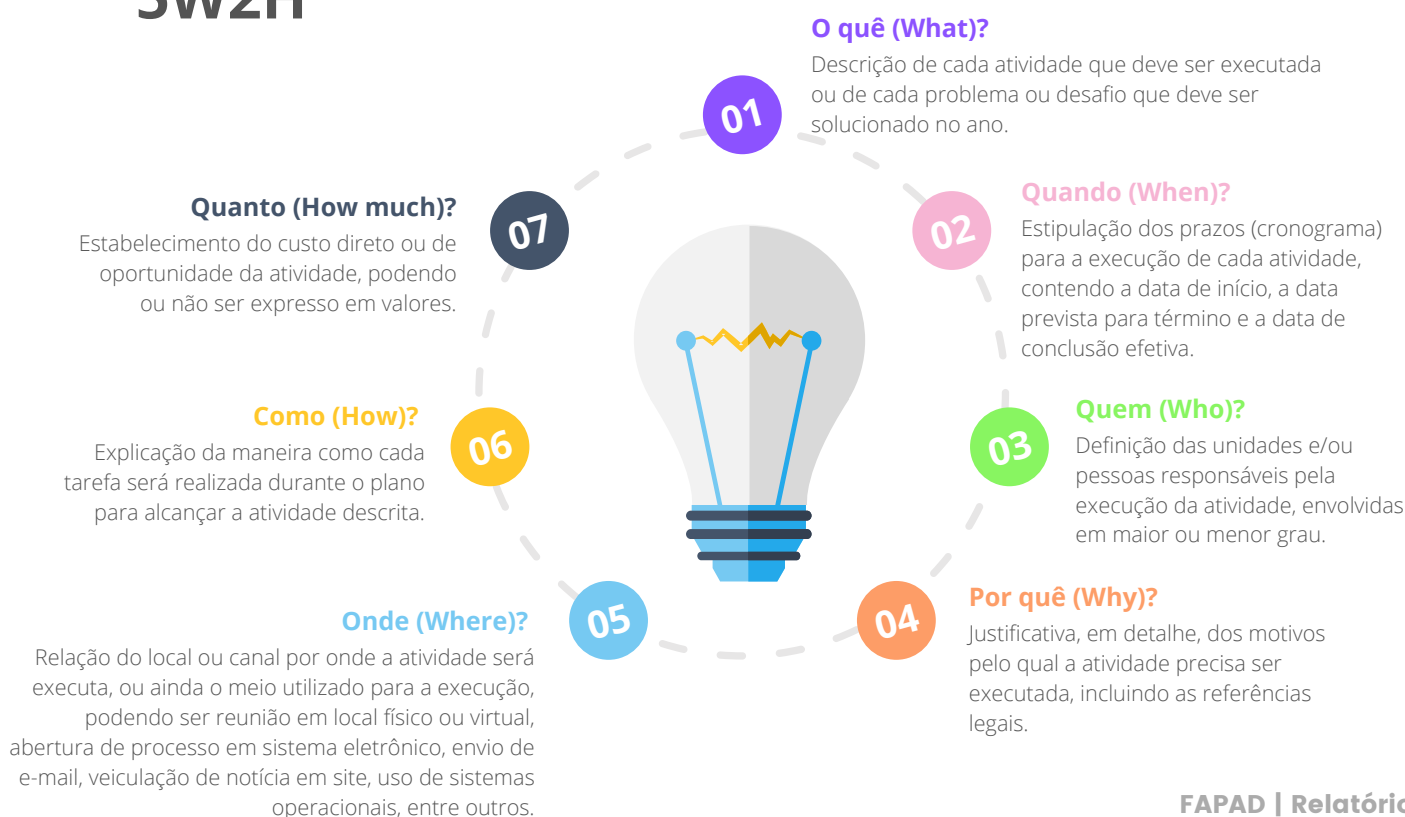 5W2H
01
O quê (What)?
Descrição de cada atividade que deve ser executada
ou de cada problema ou desafio que deve ser
solucionado no ano.
02
Quando (When)?
Estipulação dos prazos (cronograma)
para a execução de cada atividade,
contendo a data de início, a data
prevista para término e a data de
conclusão efetiva.
03
Quem (Who)?
Definição das unidades e/ou
pessoas responsáveis pela
execução da atividade, envolvidas
em maior ou menor grau.
04
Por quê (Why)?
Justificativa, em detalhe, dos motivos
pelo qual a atividade precisa ser
executada, incluindo as referências
legais.
05
Onde (Where)?
Relação do local ou canal por onde a atividade será
executa, ou ainda o meio utilizado para a execução,
podendo ser reunião em local físico ou virtual,
abertura de processo em sistema eletrônico, envio de
e-mail, veiculação de notícia em site, uso de sistemas
operacionais, entre outros.
06
Como (How)?
Explicação da maneira como cada
tarefa será realizada durante o plano
para alcançar a atividade descrita.
07
Quanto (How much)?
Estabelecimento do custo direto ou de
oportunidade da atividade, podendo
ou não ser expresso em valores.
FAPAD | Relatório